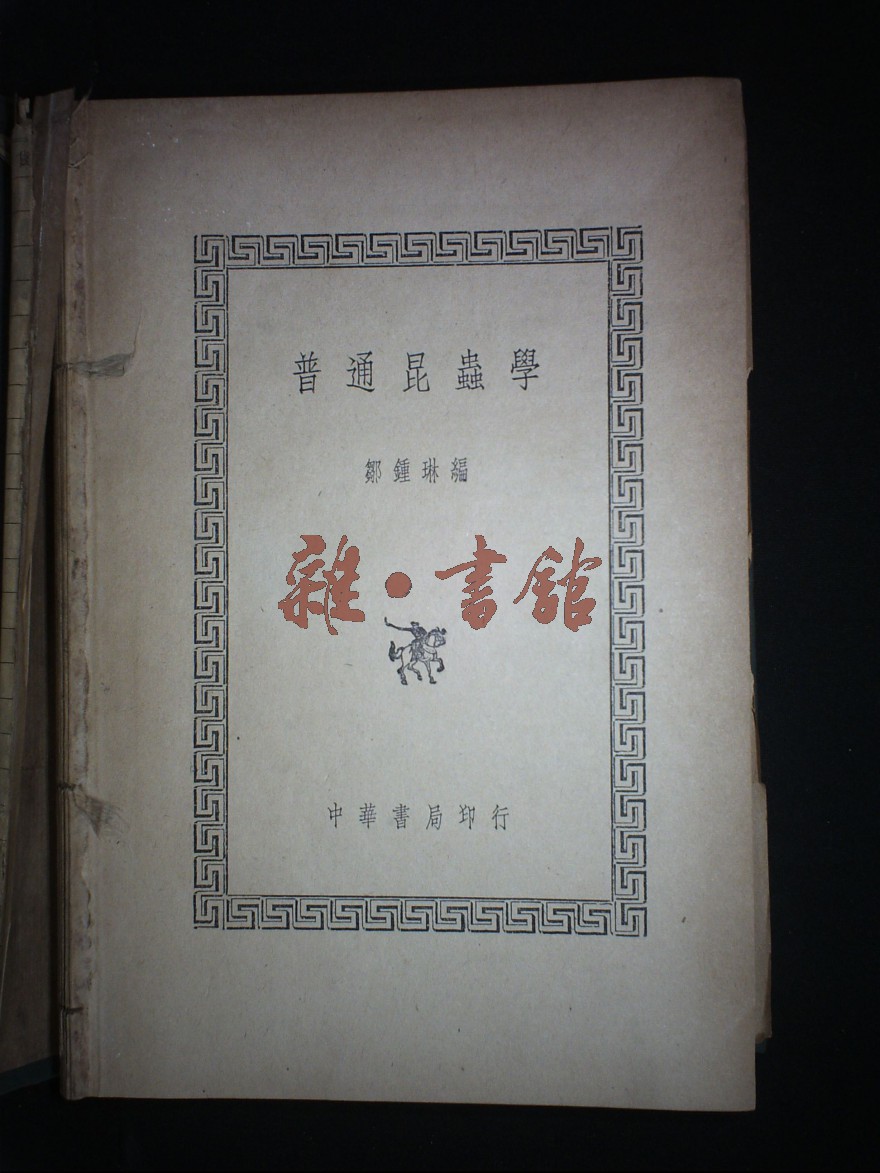 普通昆蟲學
鄒鍾琳編
雜·書館
中華書局印行